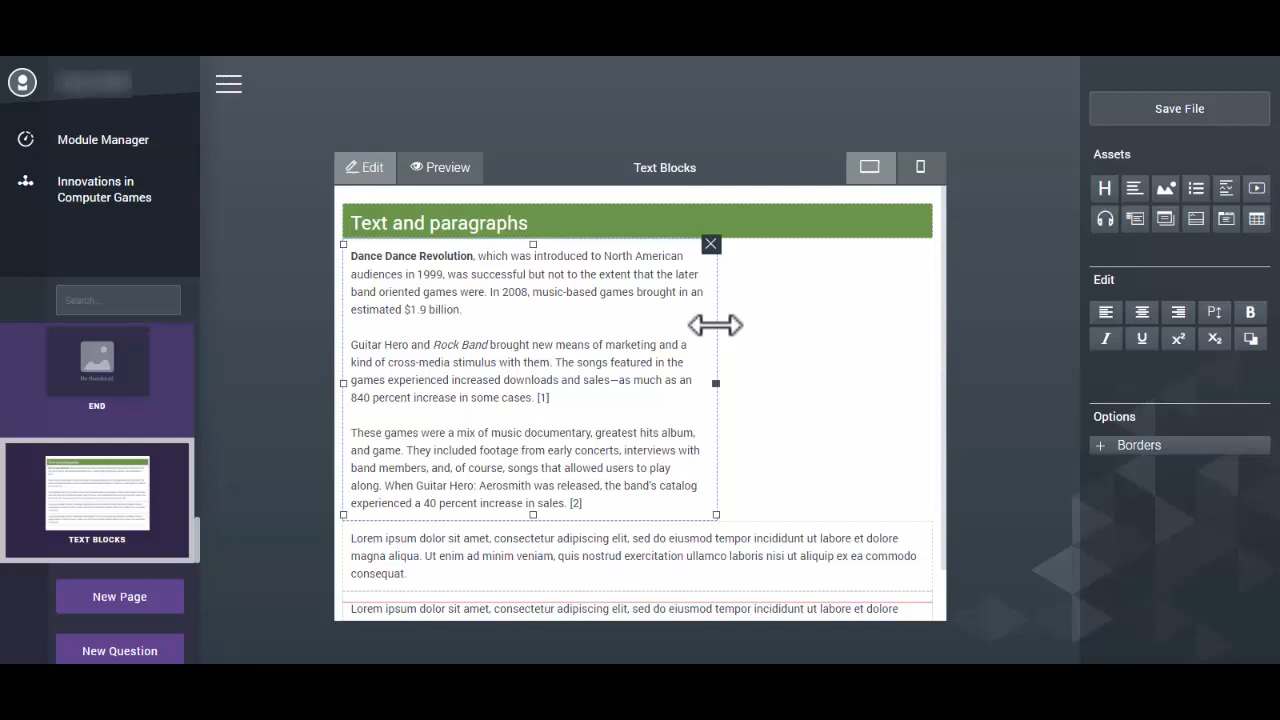 Module Manager
Innovations in
Computer Games
Search...
No thumbnail
END
TEXT BLOCKS
New Page
New Question
Edit
Preview
Text Blocks
Text and paragraphs
Dance Dance Revolution, which was introduced to North American
audiences in 1999, was successful but not to the extent that the later
band oriented games were. In 2008, music-based games brought in an
estimated $1.9 billion.
Guitar Hero and Rock Band brought new means of marketing and a
kind of cross-media stimulus with them. The songs featured in the
games experienced increased downloads and sales—as much as an
840 percent increase in some cases. [1]
These games were a mix of music documentary, greatest hits album,
and game. They included footage from early concerts, interviews with
band members, and, of course, songs that allowed users to play
along. When Guitar Hero: Aerosmith was released, the band's catalog
experienced a 40 percent increase in sales. [2]
Lorem ipsum dolor sit amet, consectetur adipiscing elit, sed do eiusmod tempor incididunt ut labore et dolore
magna aliqua. Ut enim ad minim veniam, quis nostrud exercitation ullamco laboris nisi ut aliquip ex ea commodo
consequat.
Lorem ipsum dolor sit amet, consectetur adipiscing elit, sed do eiusmod tempor incididunt ut labore et dolore
Save File
Assets
H
Edit
P
B
I
U
x²
x₂
Options
+ Borders